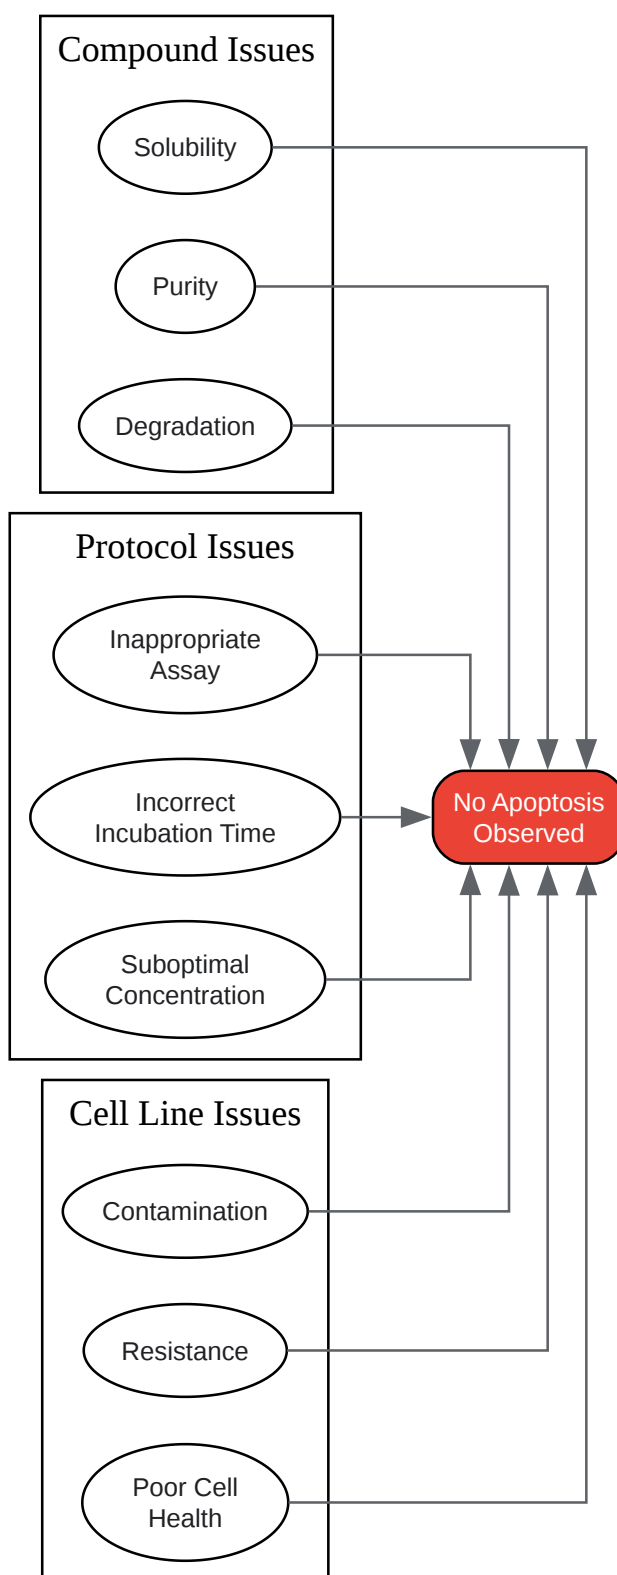 Compound Issues
Solubility
Purity
Degradation
Protocol Issues
Inappropriate
Assay
Incorrect
Incubation Time
Suboptimal
Concentration
No Apoptosis
Observed
Cell Line Issues
Contamination
Resistance
Poor Cell
Health